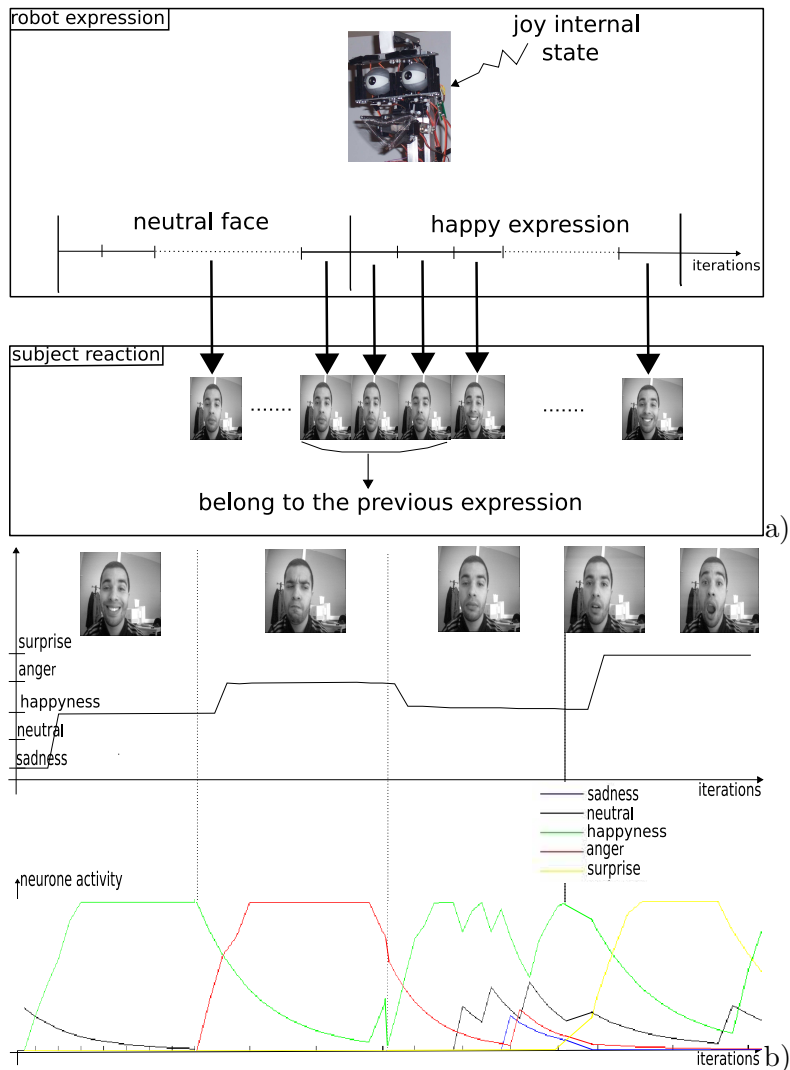 robot expression
joy internal
state
neutral face
happy expression
iterations
subject reaction
.......
.......
belong to the previous expression
a)
surprise
anger
happyness
neutral
sadness
iterations
sadness
neutral
happyness
anger
surprise
neurone activity
iterations
b)